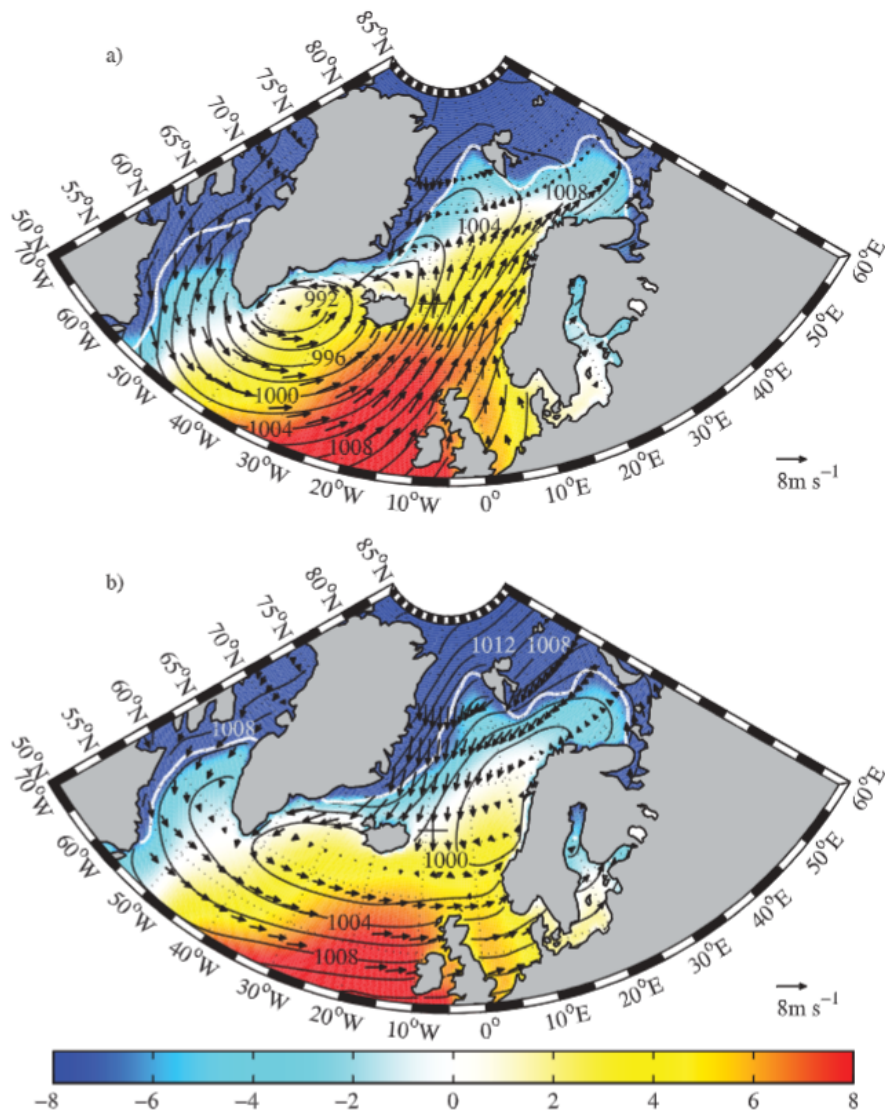 a)
85°N
80°N
75°N
70°N
65°N
60°N
55°N
50°N
70°W
60°W
50°W
40°W
30°W
20°W
10°W
0°
10°E
20°E
30°E
40°E
50°E
60°E
1008
1004
992
996
1000
1004
1008
8m s⁻¹
b)
85°N
80°N
75°N
70°N
65°N
60°N
55°N
50°N
70°W
60°W
50°W
40°W
30°W
20°W
10°W
0°
10°E
20°E
30°E
40°E
50°E
60°E
1012 1008
1008
1000
1004
1008
8m s⁻¹
−8 −6 −4 −2 0 2 4 6 8